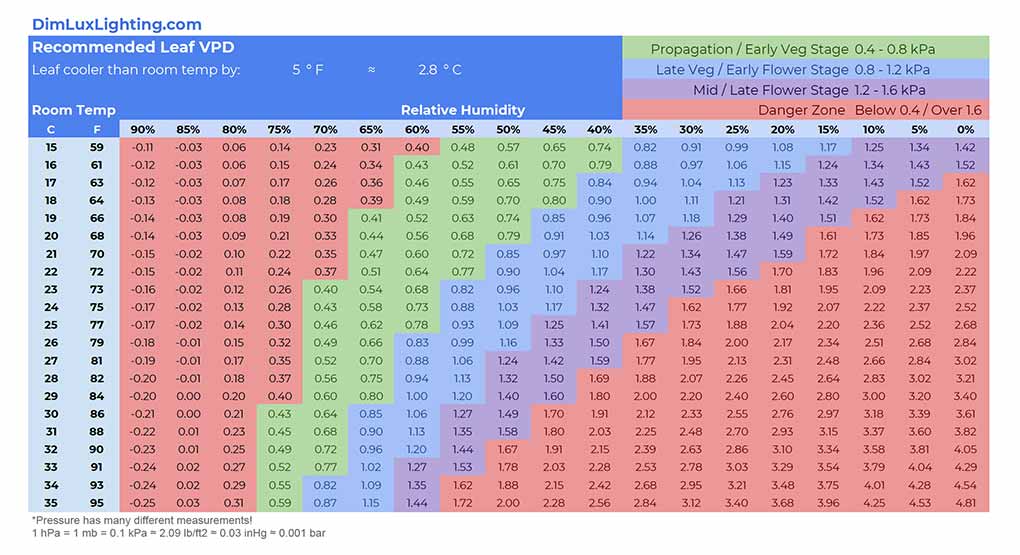 DimLuxLighting.com
Recommended Leaf VPD
Propagation / Early Veg Stage 0.4 - 0.8 kPa
Leaf cooler than room temp by: 5 ° F ≈ 2.8 ° C
Late Veg / Early Flower Stage 0.8 - 1.2 kPa
Mid / Late Flower Stage 1.2 - 1.6 kPa
Room Temp Relative Humidity Danger Zone Below 0.4 / Over 1.6
C F 90% 85% 80% 75% 70% 65% 60% 55% 50% 45% 40% 35% 30% 25% 20% 15% 10% 5% 0%
15 59 -0.11 -0.03 0.06 0.14 0.23 0.31 0.40 0.48 0.57 0.65 0.74 0.82 0.91 0.99 1.08 1.17 1.25 1.34 1.42
16 61 -0.12 -0.03 0.06 0.15 0.24 0.34 0.43 0.52 0.61 0.70 0.79 0.88 0.97 1.06 1.15 1.24 1.34 1.43 1.52
17 63 -0.12 -0.03 0.07 0.17 0.26 0.36 0.46 0.55 0.65 0.75 0.84 0.94 1.04 1.13 1.23 1.33 1.43 1.52 1.62
18 64 -0.13 -0.03 0.08 0.18 0.28 0.39 0.49 0.59 0.70 0.80 0.90 1.00 1.11 1.21 1.31 1.42 1.52 1.62 1.73
19 66 -0.14 -0.03 0.08 0.19 0.30 0.41 0.52 0.63 0.74 0.85 0.96 1.07 1.18 1.29 1.40 1.51 1.62 1.73 1.84
20 68 -0.14 -0.03 0.09 0.21 0.33 0.44 0.56 0.68 0.79 0.91 1.03 1.14 1.26 1.38 1.49 1.61 1.73 1.85 1.96
21 70 -0.15 -0.02 0.10 0.22 0.35 0.47 0.60 0.72 0.85 0.97 1.10 1.22 1.34 1.47 1.59 1.72 1.84 1.97 2.09
22 72 -0.15 -0.02 0.11 0.24 0.37 0.51 0.64 0.77 0.90 1.04 1.17 1.30 1.43 1.56 1.70 1.83 1.96 2.09 2.22
23 73 -0.16 -0.02 0.12 0.26 0.40 0.54 0.68 0.82 0.96 1.10 1.24 1.38 1.52 1.66 1.81 1.95 2.09 2.23 2.37
24 75 -0.17 -0.02 0.13 0.28 0.43 0.58 0.73 0.88 1.03 1.17 1.32 1.47 1.62 1.77 1.92 2.07 2.22 2.37 2.52
25 77 -0.17 -0.02 0.14 0.30 0.46 0.62 0.78 0.93 1.09 1.25 1.41 1.57 1.73 1.88 2.04 2.20 2.36 2.52 2.68
26 79 -0.18 -0.01 0.15 0.32 0.49 0.66 0.83 0.99 1.16 1.33 1.50 1.67 1.84 2.00 2.17 2.34 2.51 2.68 2.84
27 81 -0.19 -0.01 0.17 0.35 0.52 0.70 0.88 1.06 1.24 1.42 1.59 1.77 1.95 2.13 2.31 2.48 2.66 2.84 3.02
28 82 -0.20 -0.01 0.18 0.37 0.56 0.75 0.94 1.13 1.32 1.50 1.69 1.88 2.07 2.26 2.45 2.64 2.83 3.02 3.21
29 84 -0.20 0.00 0.20 0.40 0.60 0.80 1.00 1.20 1.40 1.60 1.80 2.00 2.20 2.40 2.60 2.80 3.00 3.20 3.40
30 86 -0.21 0.00 0.21 0.43 0.64 0.85 1.06 1.27 1.49 1.70 1.91 2.12 2.33 2.55 2.76 2.97 3.18 3.39 3.61
31 88 -0.22 0.01 0.23 0.45 0.68 0.90 1.13 1.35 1.58 1.80 2.03 2.25 2.48 2.70 2.93 3.15 3.37 3.60 3.82
32 90 -0.23 0.01 0.25 0.49 0.72 0.96 1.20 1.44 1.67 1.91 2.15 2.39 2.63 2.86 3.10 3.34 3.58 3.81 4.05
33 91 -0.24 0.02 0.27 0.52 0.77 1.02 1.27 1.53 1.78 2.03 2.28 2.53 2.78 3.03 3.29 3.54 3.79 4.04 4.29
34 93 -0.24 0.02 0.29 0.55 0.82 1.09 1.35 1.62 1.88 2.15 2.42 2.68 2.95 3.21 3.48 3.75 4.01 4.28 4.54
35 95 -0.25 0.03 0.31 0.59 0.87 1.15 1.44 1.72 2.00 2.28 2.56 2.84 3.12 3.40 3.68 3.96 4.25 4.53 4.81
*Pressure has many different measurements!
1 hPa = 1 mb = 0.1 kPa ≈ 2.09 lb/ft2 ≈ 0.03 inHg ≈ 0.001 bar